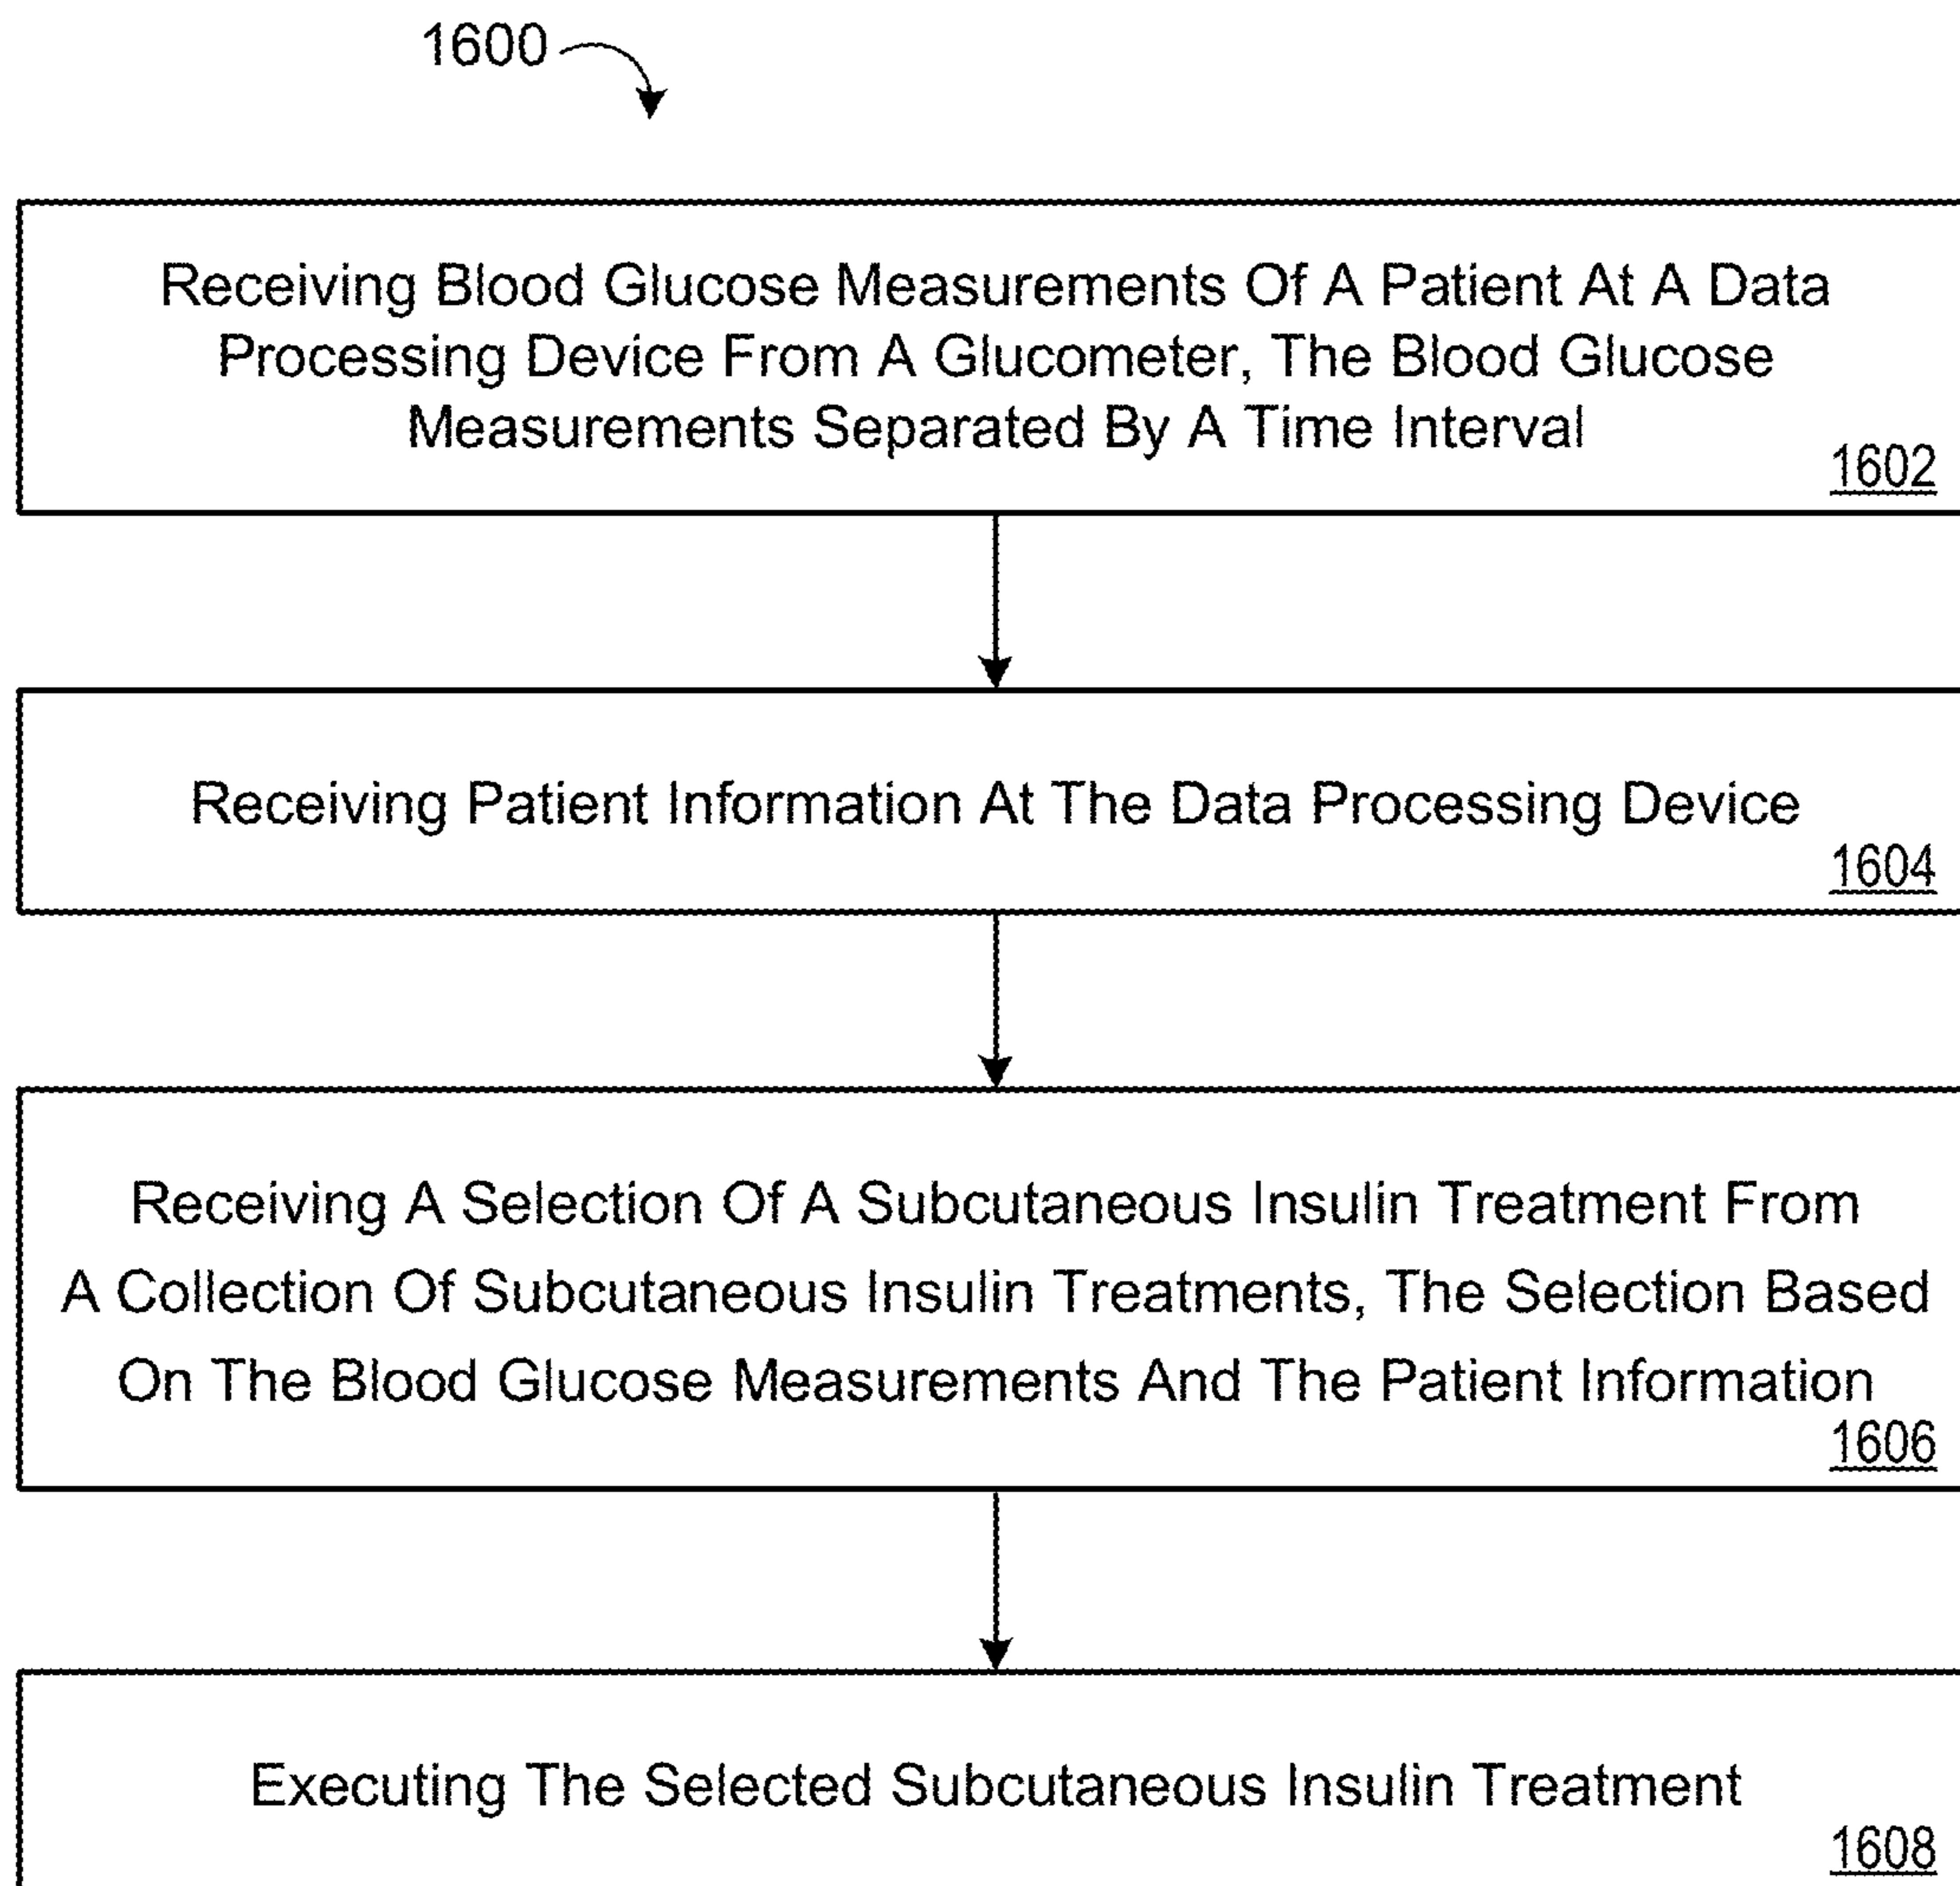 1600
Receiving Blood Glucose Measurements Of A Patient At A Data
Processing Device From A Glucometer, The Blood Glucose
Measurements Separated By A Time Interval
1602
Receiving Patient Information At The Data Processing Device
1604
Receiving A Selection Of A Subcutaneous Insulin Treatment From
A Collection Of Subcutaneous Insulin Treatments, The Selection Based
On The Blood Glucose Measurements And The Patient Information
1606
Executing The Selected Subcutaneous Insulin Treatment
1608